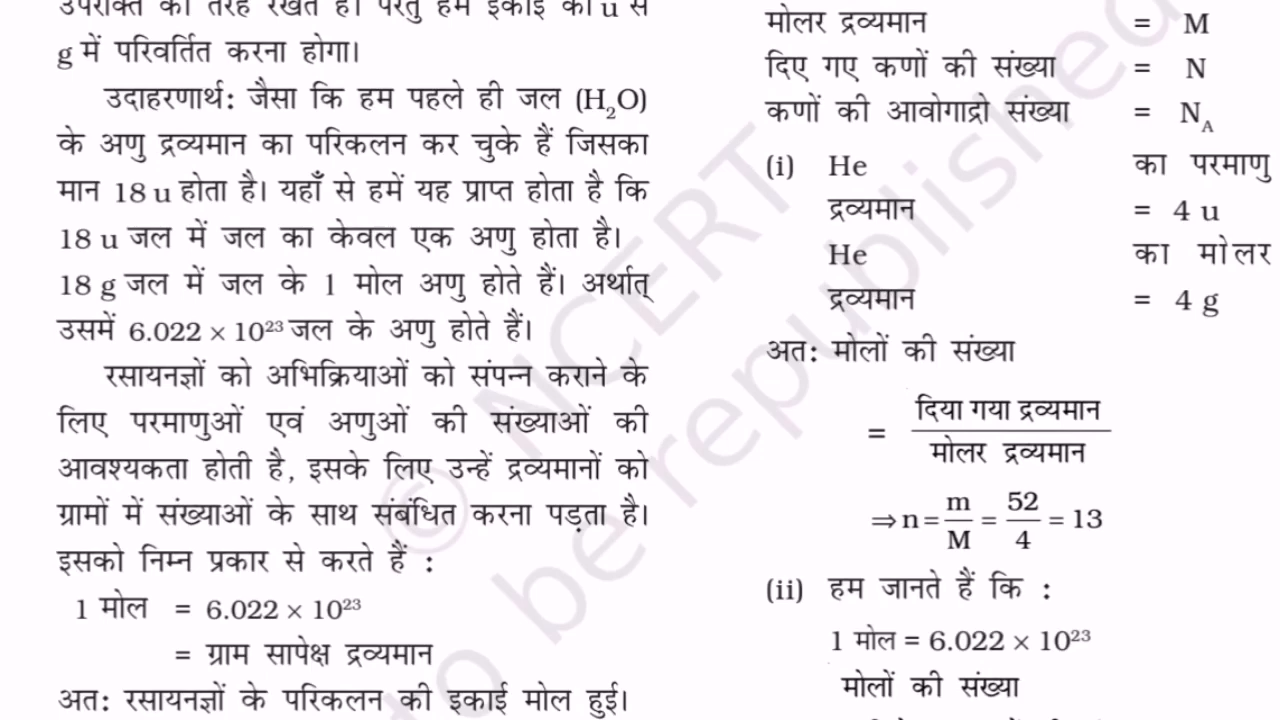 उपरोक्त की तरह रखते हैं। परंतु हमें इकाई को u से
g में परिवर्तित करना होगा।
उदाहरणार्थ: जैसा कि हम पहले ही जल (H₂O)
के अणु द्रव्यमान का परिकलन कर चुके हैं जिसका
मान 18 u होता है। यहाँ से हमें यह प्राप्त होता है कि
18 u जल में जल का केवल एक अणु होता है।
18 g जल में जल के 1 मोल अणु होते हैं। अर्थात्
उसमें 6.022 × 10²³ जल के अणु होते हैं।
रसायनज्ञों को अभिक्रियाओं को संपन्न कराने के
लिए परमाणुओं एवं अणुओं की संख्याओं की
आवश्यकता होती है, इसके लिए उन्हें द्रव्यमानों को
ग्रामों में संख्याओं के साथ संबंधित करना पड़ता है।
इसको निम्न प्रकार से करते हैं :
1 मोल = 6.022 × 10²³
= ग्राम सापेक्ष द्रव्यमान
अत: रसायनज्ञों के परिकलन की इकाई मोल हुई।
मोलर द्रव्यमान = M
दिए गए कणों की संख्या = N
कणों की आवोगाद्रो संख्या = N_A
(i) He का परमाणु
द्रव्यमान = 4 u
He का मोलर
द्रव्यमान = 4 g
अत: मोलों की संख्या
= दिया गया द्रव्यमान
मोलर द्रव्यमान
⇒ n = m/M = 52/4 = 13
(ii) हम जानते हैं कि :
1 मोल = 6.022 × 10²³
मोलों की संख्या
© NCERT
to be republished